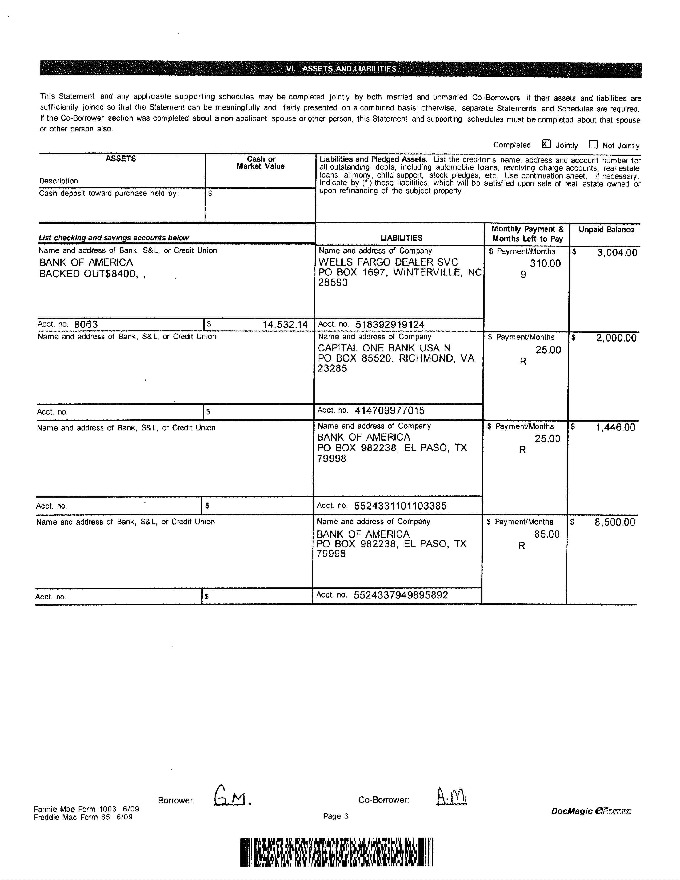 VI. ASSETS AND LIABILITIES
This Statement and any applicable supporting schedules may be completed jointly by both married and unmarried Co-Borrowers if their assets and liabilities are
sufficiently joined so that the Statement can be meaningfully and fairly presented on a combined basis; otherwise, separate Statements and Schedules are required.
If the Co-Borrower section was completed about a non-applicant spouse or other person, this Statement and supporting schedules must be completed about that spouse
or other person also.
Completed X Jointly Not Jointly
ASSETS
Cash or
Market Value
Description
Cash deposit toward purchase held by:
$
Liabilities and Pledged Assets. List the creditor's name, address and account number for
all outstanding debts, including automobile loans, revolving charge accounts, real estate
loans, alimony, child support, stock pledges, etc. Use continuation sheet, if necessary.
Indicate by (*) those liabilities, which will be satisfied upon sale of real estate owned or
upon refinancing of the subject property.
List checking and savings accounts below
LIABILITIES
Monthly Payment &
Months Left to Pay
Unpaid Balance
Name and address of Bank, S&L, or Credit Union
BANK OF AMERICA
BACKED OUT$8400, ,
Acct. no. 8063 $ 14,532.14
Name and address of Company
WELLS FARGO DEALER SVC
PO BOX 1697, WINTERVILLE, NC
28590
Acct. no. 518392919124
$ Payment/Months
310.00
9
$ 3,004.00
Name and address of Bank, S&L, or Credit Union
Acct. no. $
Name and address of Company
CAPITAL ONE BANK USA N
PO BOX 85520, RICHMOND, VA
23285
Acct. no. 414709977015
$ Payment/Months
25.00
R
$ 2,000.00
Name and address of Bank, S&L, or Credit Union
Acct. no. $
Name and address of Company
BANK OF AMERICA
PO BOX 982238, EL PASO, TX
79998
Acct. no. 5524331101103385
$ Payment/Months
25.00
R
$ 1,446.00
Name and address of Bank, S&L, or Credit Union
Acct. no. $
Name and address of Company
BANK OF AMERICA
PO BOX 982238, EL PASO, TX
79998
Acct. no. 5524337949895892
$ Payment/Months
85.00
R
$ 8,500.00
Borrower: G.M.
Co-Borrower: A.M.
Fannie Mae Form 1003 6/09
Freddie Mac Form 65 6/09
Page 3
DocMagic